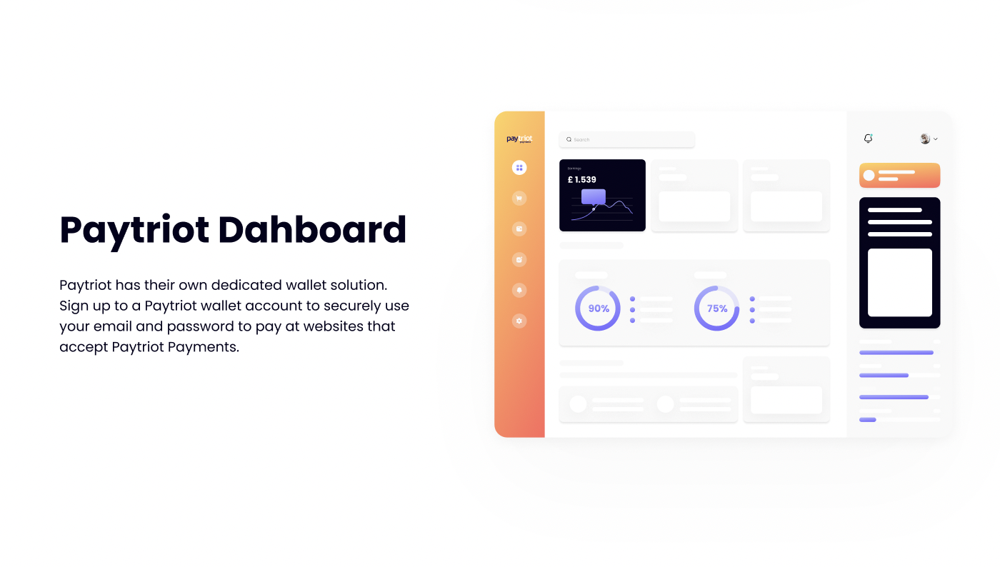 Paytriot Dahboard
Paytriot has their own dedicated wallet solution.
Sign up to a Paytriot wallet account to securely use
your email and password to pay at websites that
accept Paytriot Payments.
paytriot
payments
Search
Earnings
£ 1.539
90%
75%